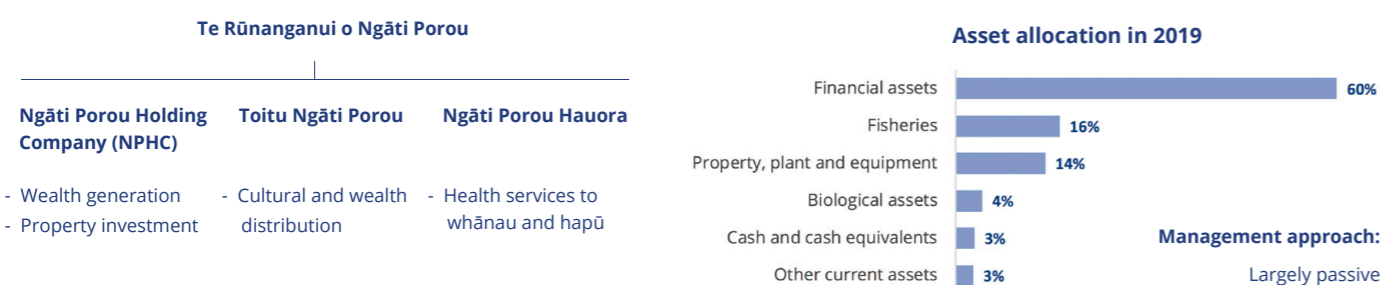 Te Rūnanganui o Ngāti Porou
Ngāti Porou Holding
Company (NPHC)
- Wealth generation
- Property investment
Toitu Ngāti Porou
- Cultural and wealth
distribution
Ngāti Porou Hauora
- Health services to
whānau and hapū
Asset allocation in 2019
Financial assets 60%
Fisheries 16%
Property, plant and equipment 14%
Biological assets 4%
Cash and cash equivalents 3%
Other current assets 3%
Management approach:
Largely passive